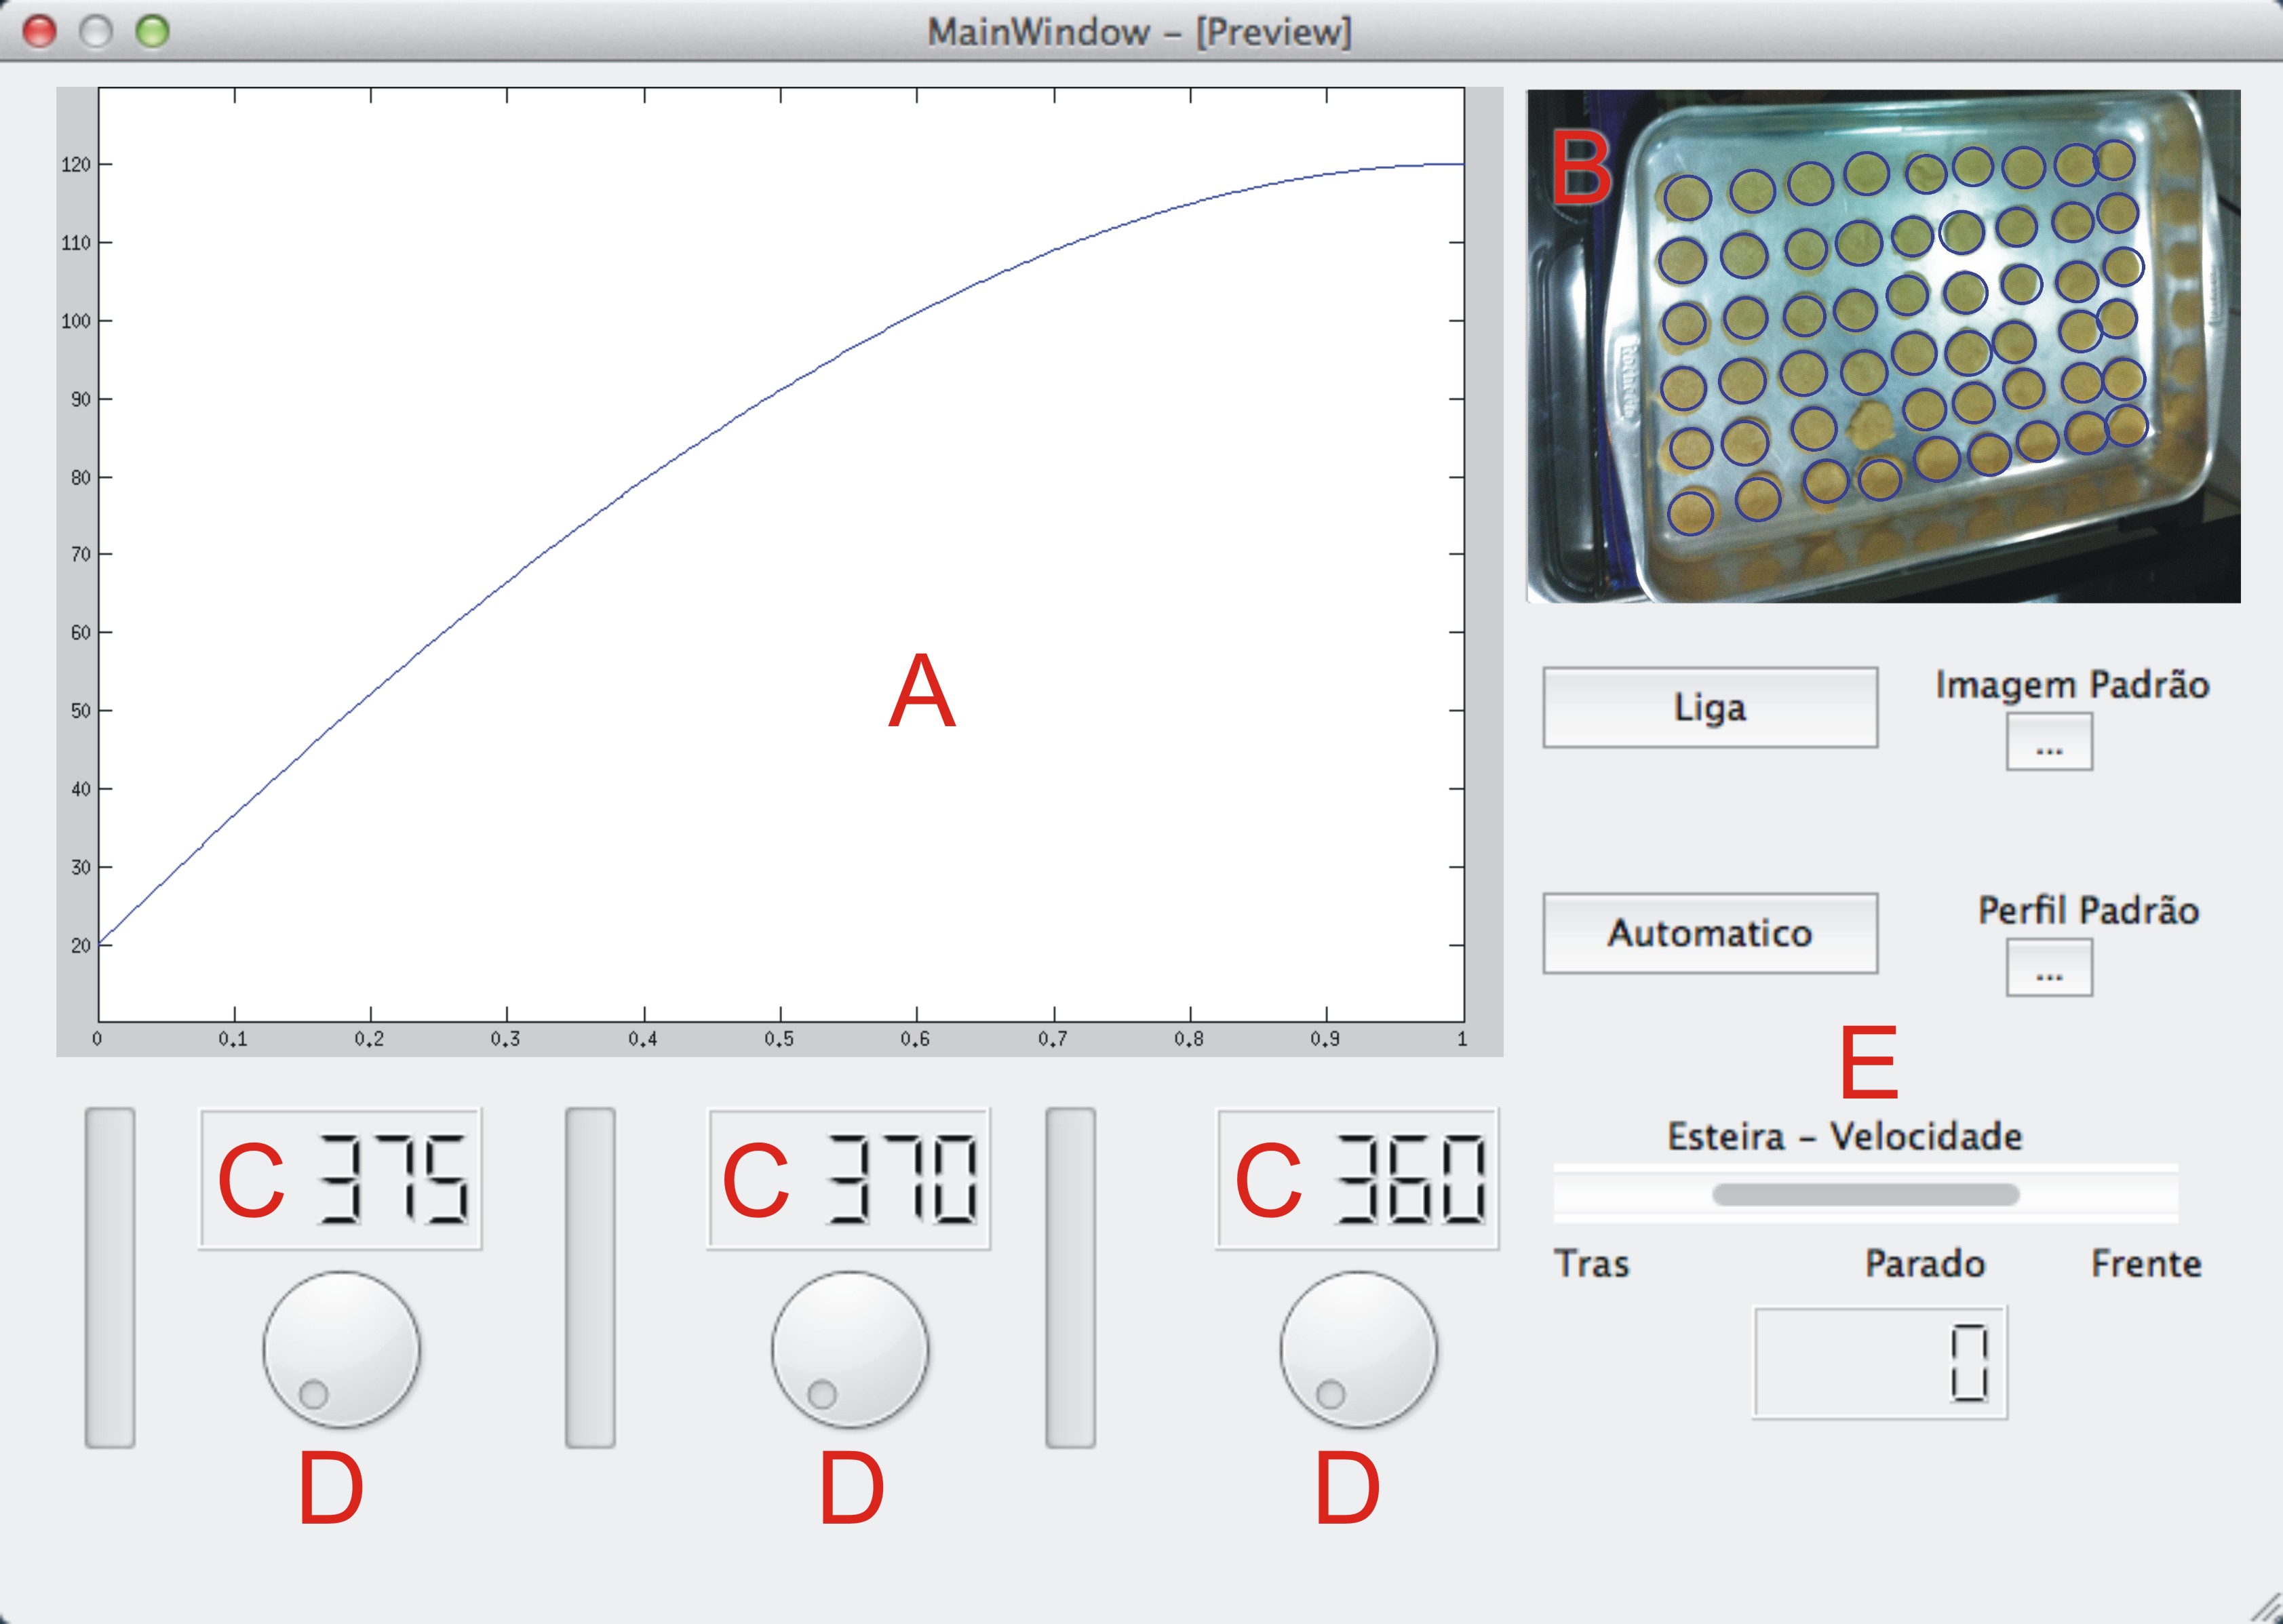 MainWindow – [Preview]
120
110
100
90
80
70
60
50
40
30
20
0 0.1 0.2 0.3 0.4 0.5 0.6 0.7 0.8 0.9 1
A
B
Liga
Imagem Padrão
...
Automatico
Perfil Padrão
...
E
Esteira – Velocidade
Tras Parado Frente
0
C 375 C 370 C 360
D D D